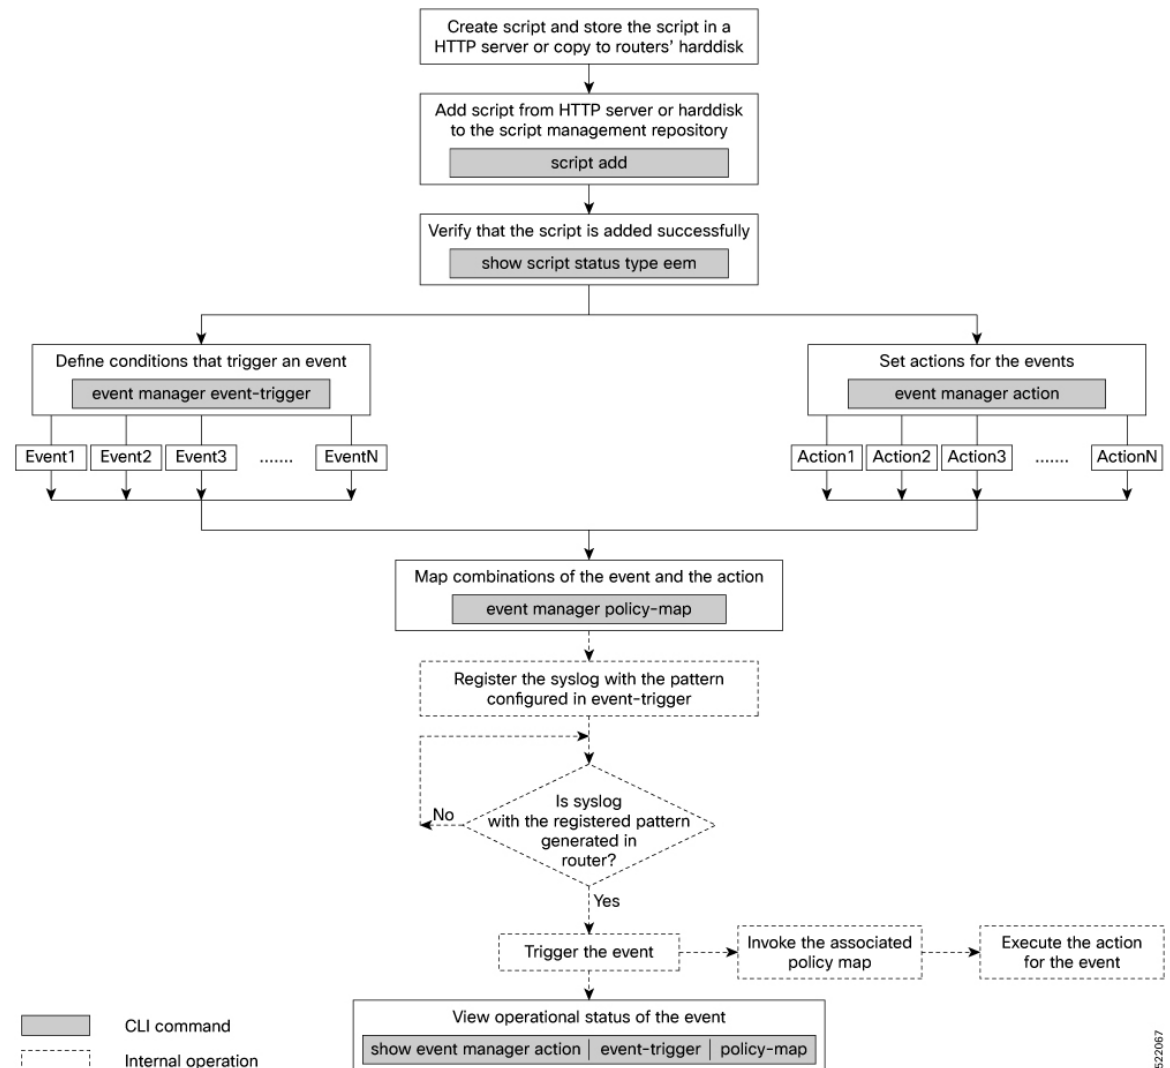 Create script and store the script in a
HTTP server or copy to routers' harddisk
Add script from HTTP server or harddisk
to the script management repository
script add
Verify that the script is added successfully
show script status type eem
Define conditions that trigger an event
event manager event-trigger
Event1 Event2 Event3 ....... EventN
Set actions for the events
event manager action
Action1 Action2 Action3 ....... ActionN
Map combinations of the event and the action
event manager policy-map
Register the syslog with the pattern
configured in event-trigger
Is syslog
with the registered pattern
generated in
router?
No
Yes
Trigger the event
Invoke the associated
policy map
Execute the action
for the event
View operational status of the event
show event manager action | event-trigger | policy-map
CLI command
Internal operation
522067